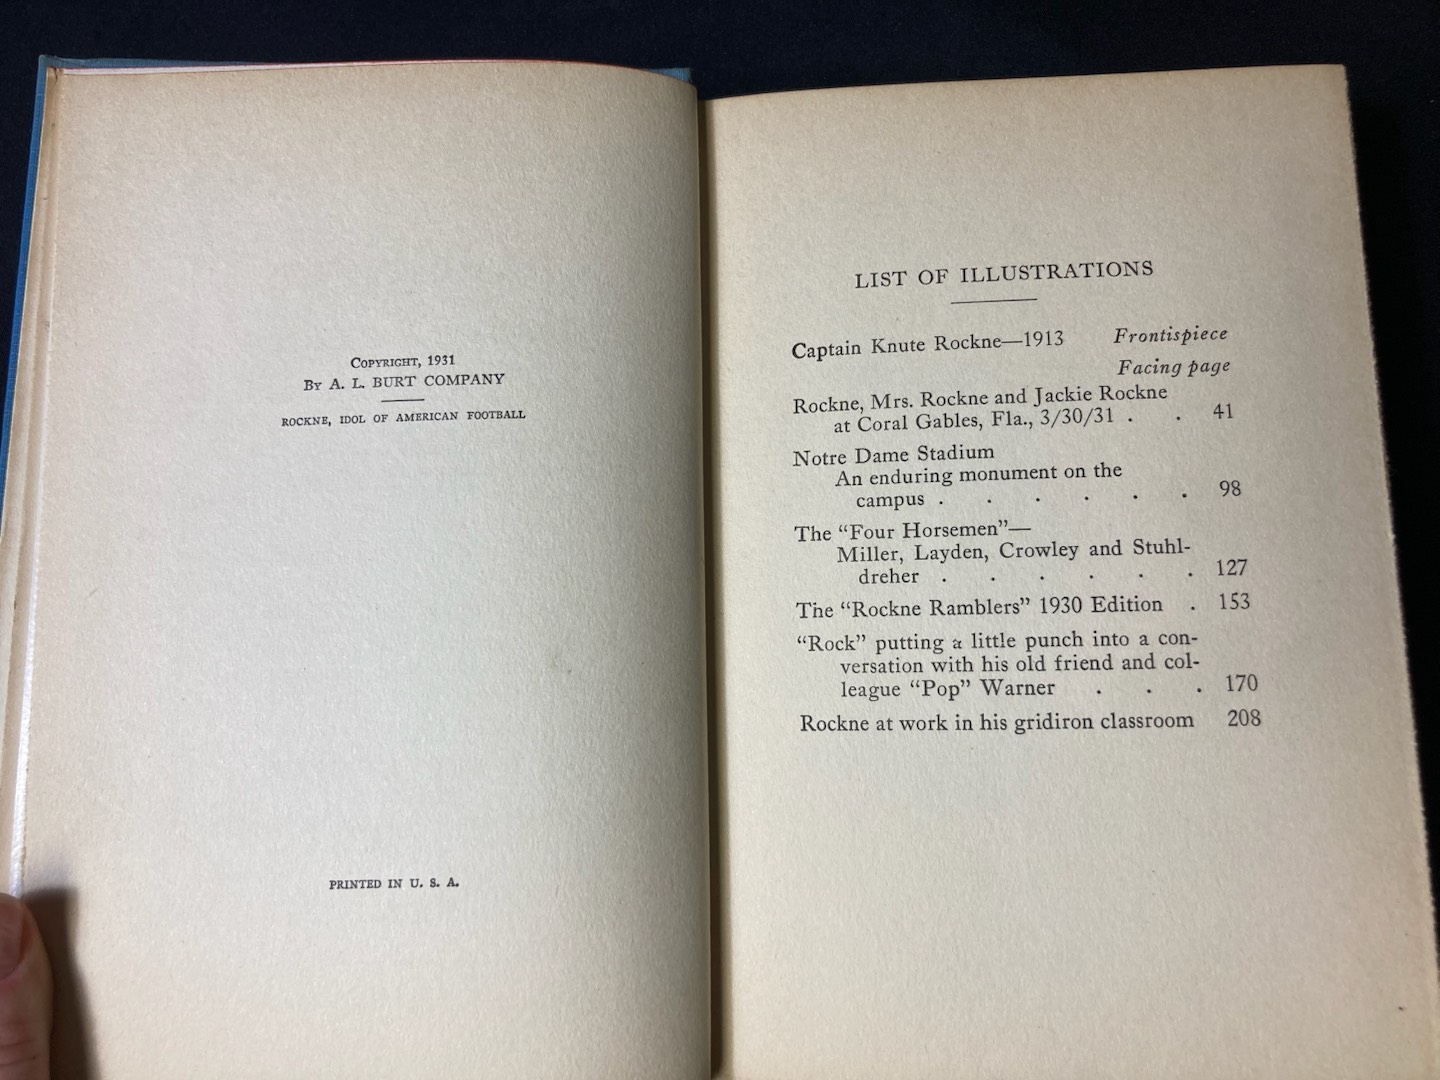 COPYRIGHT, 1931
BY A. L. BURT COMPANY
ROCKNE, IDOL OF AMERICAN FOOTBALL
PRINTED IN U. S. A.
LIST OF ILLUSTRATIONS
Captain Knute Rockne—1913 Frontispiece
Facing page
Rockne, Mrs. Rockne and Jackie Rockne
at Coral Gables, Fla., 3/30/31 . . 41
Notre Dame Stadium
An enduring monument on the
campus . . . . . . 98
The “Four Horsemen”—
Miller, Layden, Crowley and Stuhl-
dreher . . . . . . 127
The “Rockne Ramblers” 1930 Edition . 153
“Rock” putting a little punch into a con-
versation with his old friend and col-
league “Pop” Warner . . . 170
Rockne at work in his gridiron classroom 208